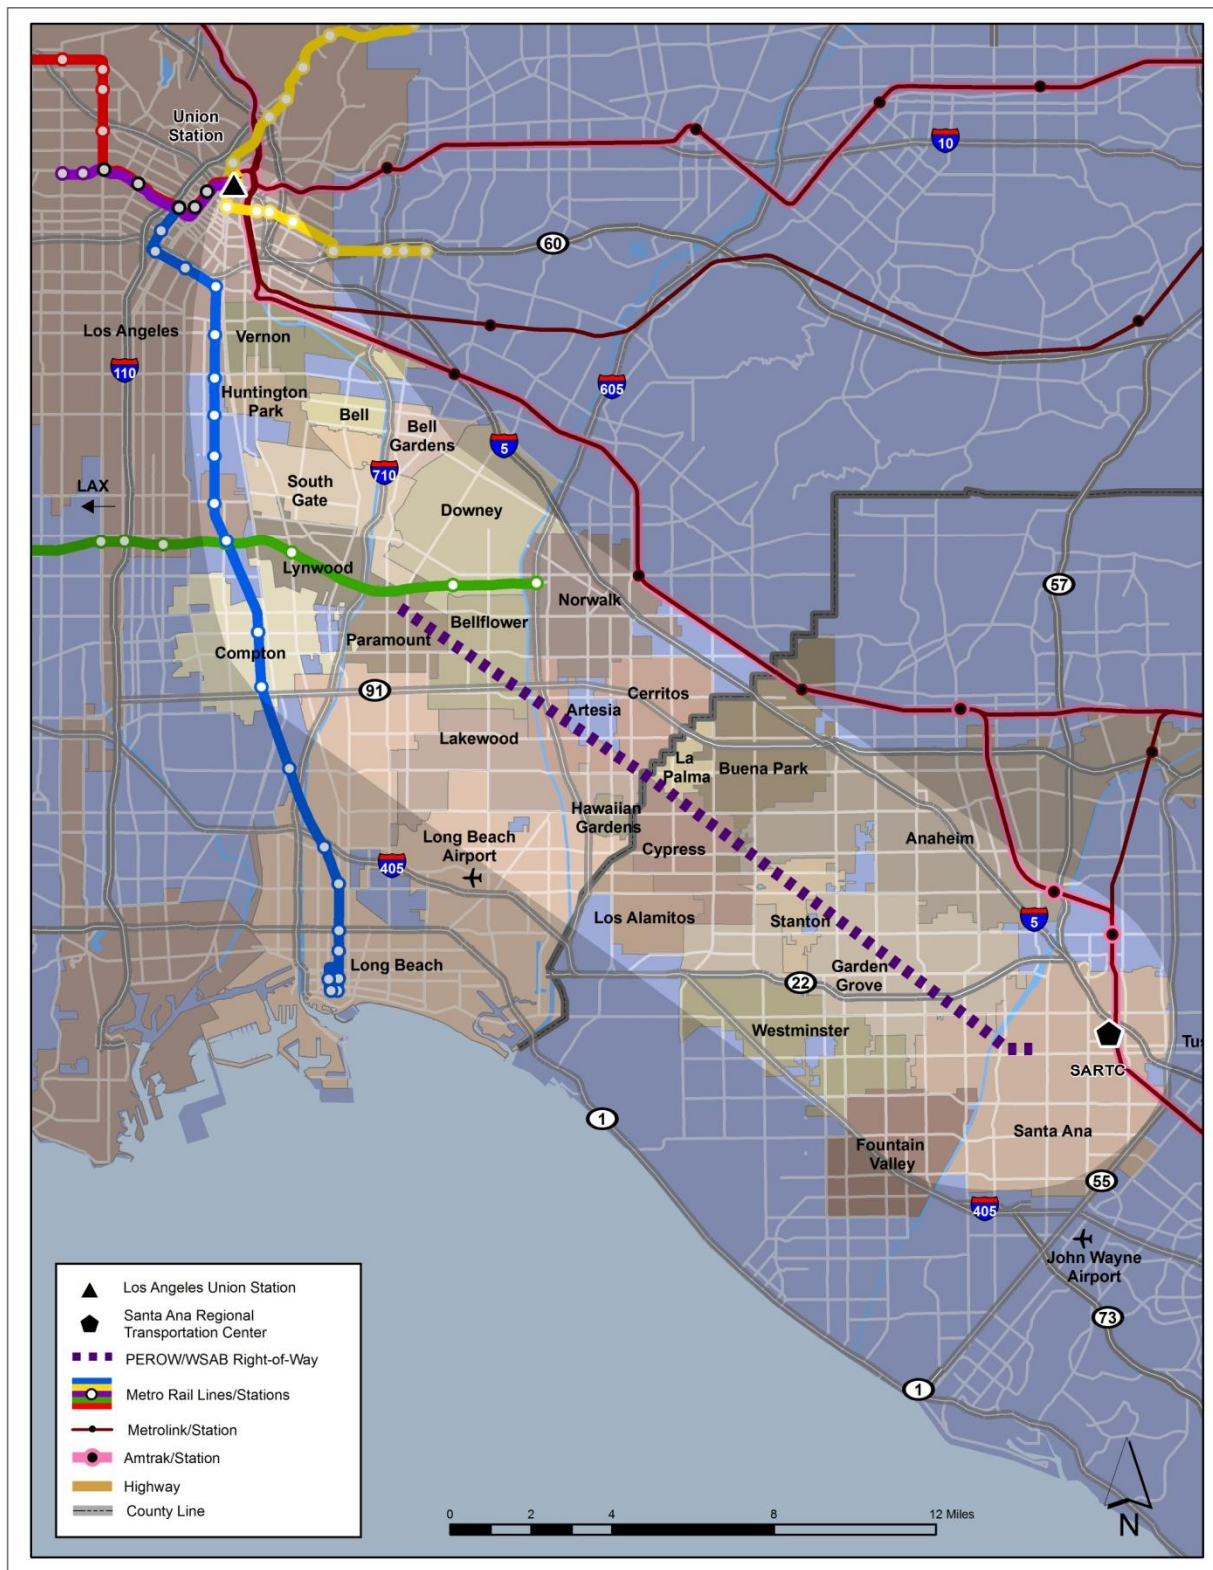 Union
Station
10
60
Los Angeles
Vernon
110
605
Huntington
Park
Bell
Bell
Gardens
5
710
LAX
South
Gate
Downey
Lynwood
57
Norwalk
Bellflower
Paramount
Compton
91
Cerritos
Artesia
Lakewood
La
Palma
Buena Park
Hawaiian
Gardens
Long Beach
Airport
Anaheim
Cypress
405
Los Alamitos
Stanton
5
Long Beach
Garden
Grove
22
Westminster
Tus
SARTC
1
Santa Ana
Fountain
Valley
55
405
John Wayne
Airport
73
1
Los Angeles Union Station
Santa Ana Regional
Transportation Center
PEROW/WSAB Right-of-Way
Metro Rail Lines/Stations
Metrolink/Station
Amtrak/Station
Highway
County Line
0 2 4 8 12 Miles
N